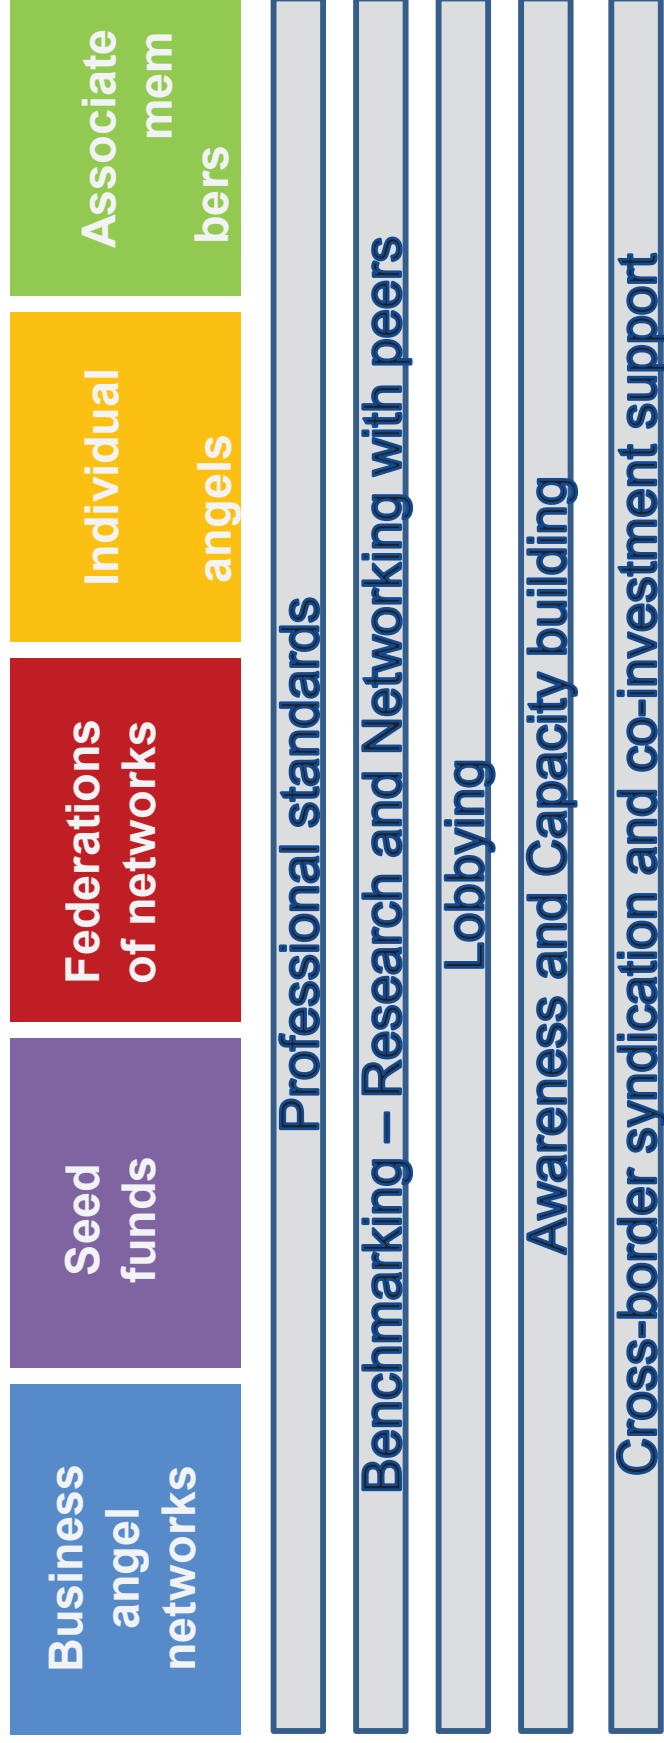 Business
angel
networks
Seed
funds
Federations
of networks
Individual
angels
Associate
mem
bers
Professional standards
Benchmarking – Research and Networking with peers
Lobbying
Awareness and Capacity building
Cross-border syndication and co-investment support